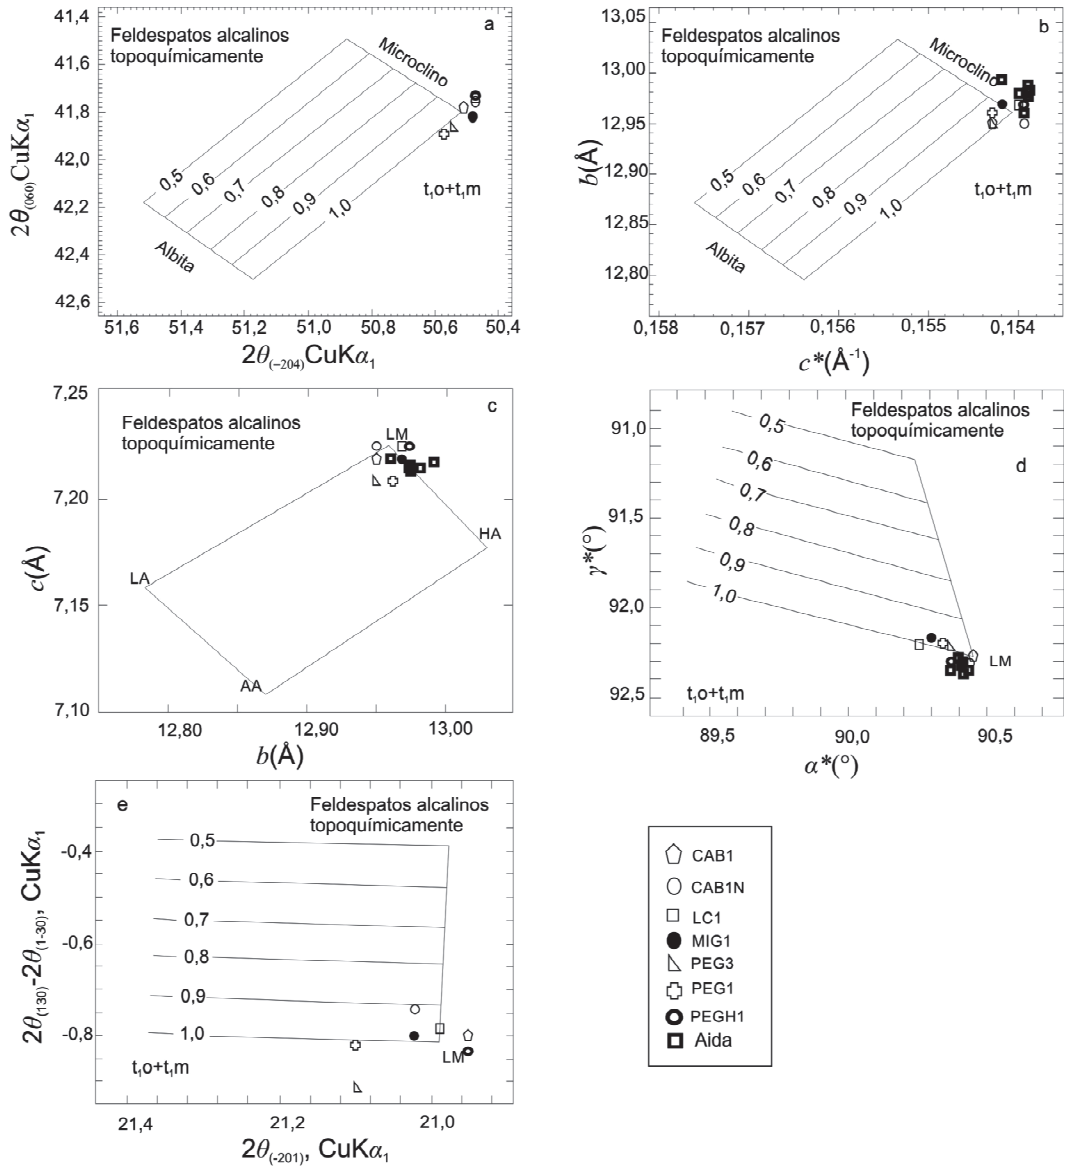 a
Feldespatos alcalinos
topoquímicamente
Microclino
Albita
0,5
0,6
0,7
0,8
0,9
1,0
t₁o+t₁m
41,4
41,6
41,8
42,0
42,2
42,4
42,6
2θ(060)CuKα₁
51,6
51,4
51,2
51,0
50,8
50,6
50,4
2θ(−204)CuKα₁
b
Feldespatos alcalinos
topoquímicamente
Microclino
Albita
0,5
0,6
0,7
0,8
0,9
1,0
t₁o+t₁m
13,05
13,00
12,95
12,90
12,85
12,80
b(Å)
0,158
0,157
0,156
0,155
0,154
c*(Å⁻¹)
c
Feldespatos alcalinos
topoquímicamente
LM
HA
LA
AA
7,25
7,20
7,15
7,10
c(Å)
12,80
12,90
13,00
b(Å)
Feldespatos alcalinos
topoquímicamente
d
0,5
0,6
0,7
0,8
0,9
1,0
LM
t₁o+t₁m
91,0
91,5
92,0
92,5
γ*(°)
89,5
90,0
90,5
α*(°)
e
Feldespatos alcalinos
topoquímicamente
0,5
0,6
0,7
0,8
0,9
1,0
LM
t₁o+t₁m
-0,4
-0,6
-0,8
2θ(130)-2θ(1-30), CuKα₁
21,4
21,2
21,0
2θ(-201), CuKα₁
CAB1
CAB1N
LC1
MIG1
PEG3
PEG1
PEGH1
Aida